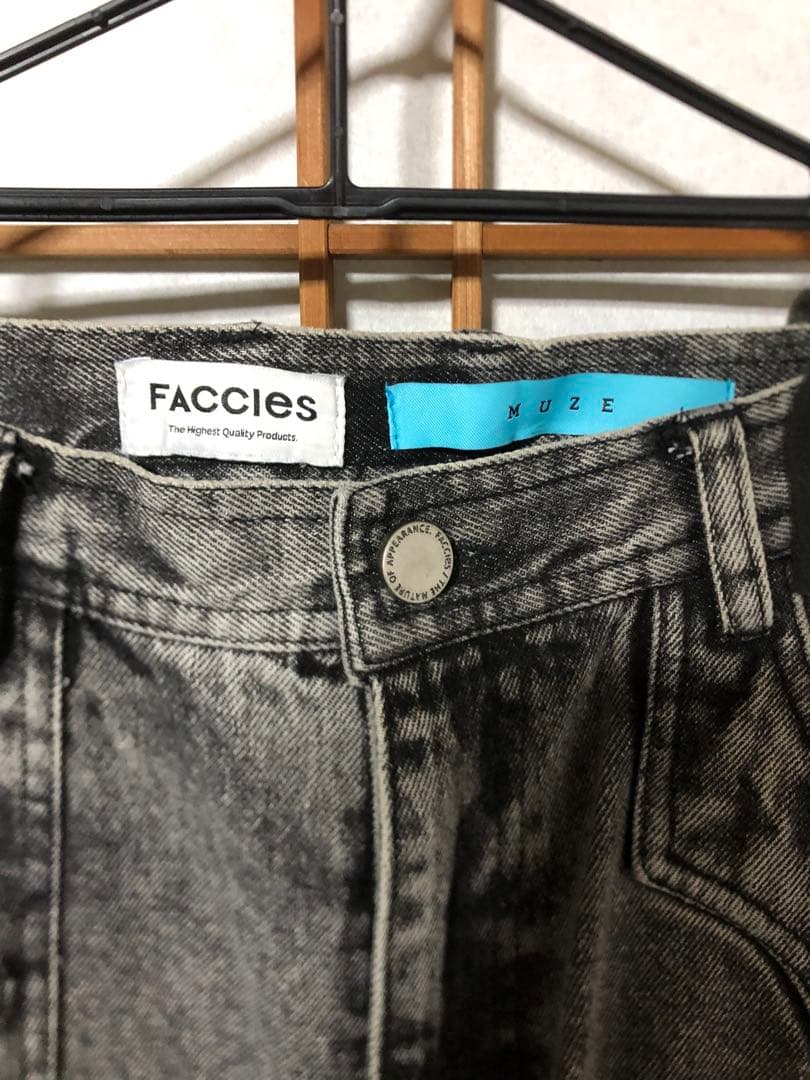 FACCIES
The Highest Quality Products.
MUZE
THE NATURE OF APPEARANCE. FACCIES /